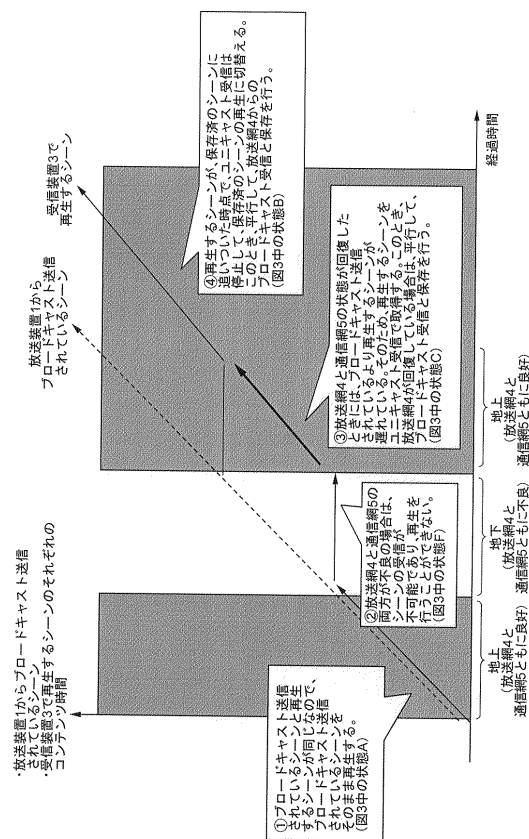 ・放送装置1からブロードキャスト送信
されているシーン
・受信装置3で再生するシーンのそれぞれの
コンテンツ時間
放送装置1から
ブロードキャスト送信
されているシーン
受信装置3で
再生するシーン
①ブロードキャスト送信
されているシーンと再生
するシーンが同じなので、
ブロードキャスト送信
されているシーンを
そのまま再生する。
(図3中の状態A)
②放送網4と通信網5の
両方が不良の場合は、
シーンの受信が
不可能であり、再生を
行うことができない。
(図3中の状態F)
③放送網4と通信網5の状態が回復した
ときには、ブロードキャスト送信
されているより再生するシーンが
遅れている。そのため、再生するシーンを
ユニキャスト受信で取得する。このとき、
放送網4が回復している場合は、平行して、
ブロードキャスト受信と保存を行う。
(図3中の状態C)
④再生するシーンが、保存済のシーンに
追いついた時点で、ユニキャスト受信は
停止して、保存済のシーンの再生に切替える。
このとき、平行して、放送網4からの
ブロードキャスト受信と保存を行う。
(図3中の状態B)
地上
(放送網4と
通信網5ともに良好)
地下
(放送網4と
通信網5ともに不良)
地上
(放送網4と
通信網5ともに良好)
経過時間